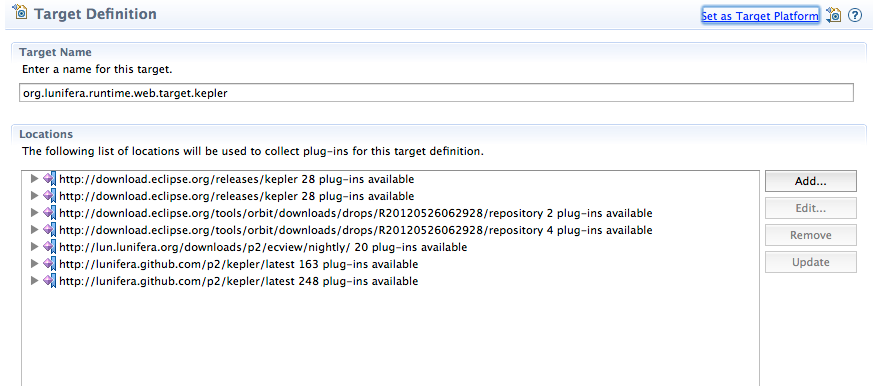 Target Definition
Set as Target Platform
Target Name
Enter a name for this target.
org.lunifera.runtime.web.target.kepler
Locations
The following list of locations will be used to collect plug-ins for this target definition.
http://download.eclipse.org/releases/kepler 28 plug-ins available
http://download.eclipse.org/releases/kepler 28 plug-ins available
http://download.eclipse.org/tools/orbit/downloads/drops/R20120526062928/repository 2 plug-ins available
http://download.eclipse.org/tools/orbit/downloads/drops/R20120526062928/repository 4 plug-ins available
http://lun.lunifera.org/downloads/p2/ecview/nightly/ 20 plug-ins available
http://lunifera.github.com/p2/kepler/latest 163 plug-ins available
http://lunifera.github.com/p2/kepler/latest 248 plug-ins available
Add...
Edit...
Remove
Update